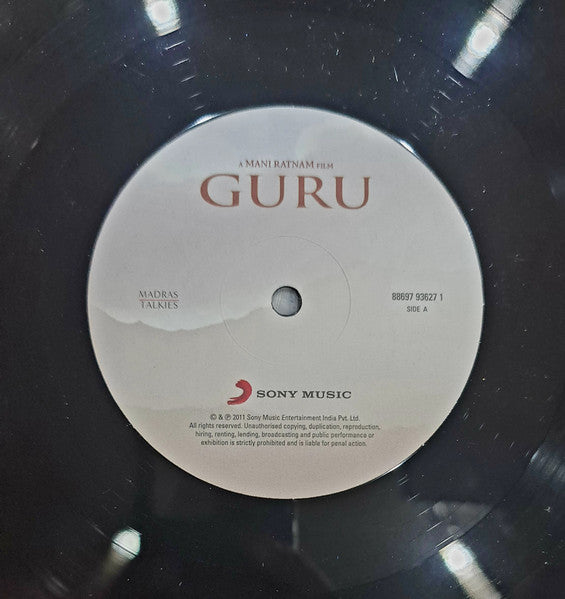 A MANI RATNAM FILM
GURU
MADRAS
TALKIES
88697 93627 1
SIDE A
SONY MUSIC
© & ℗ 2011 Sony Music Entertainment India Pvt. Ltd.
All rights reserved. Unauthorised copying, duplication, reproduction,
hiring, renting, lending, broadcasting and public performance or
exhibition is strictly prohibited and is liable for penal action.